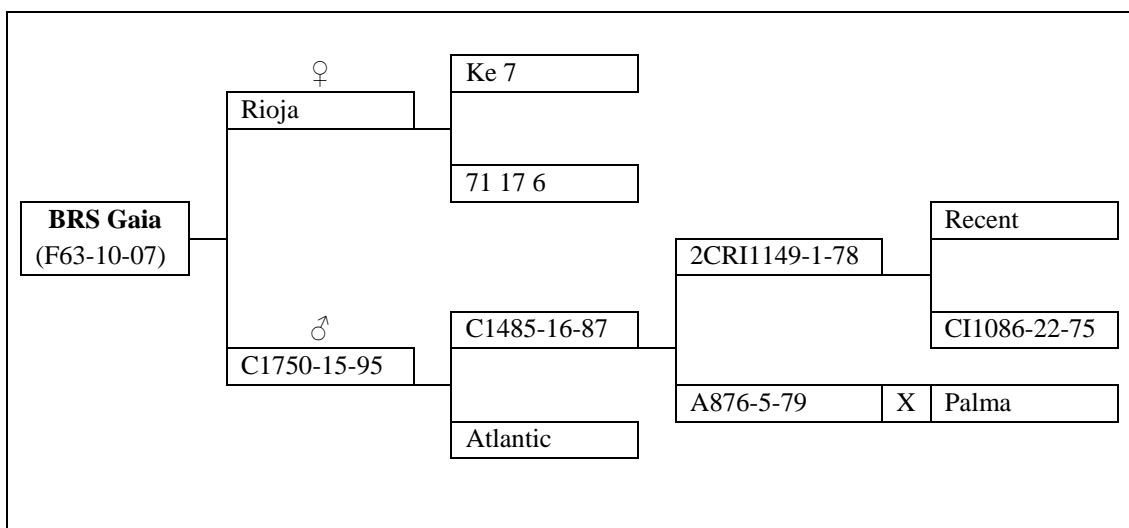 ♀
Ke 7
Rioja
71 17 6
BRS Gaia
(F63-10-07)
Recent
2CRI1149-1-78
♂
C1485-16-87
CI1086-22-75
C1750-15-95
A876-5-79 X Palma
Atlantic